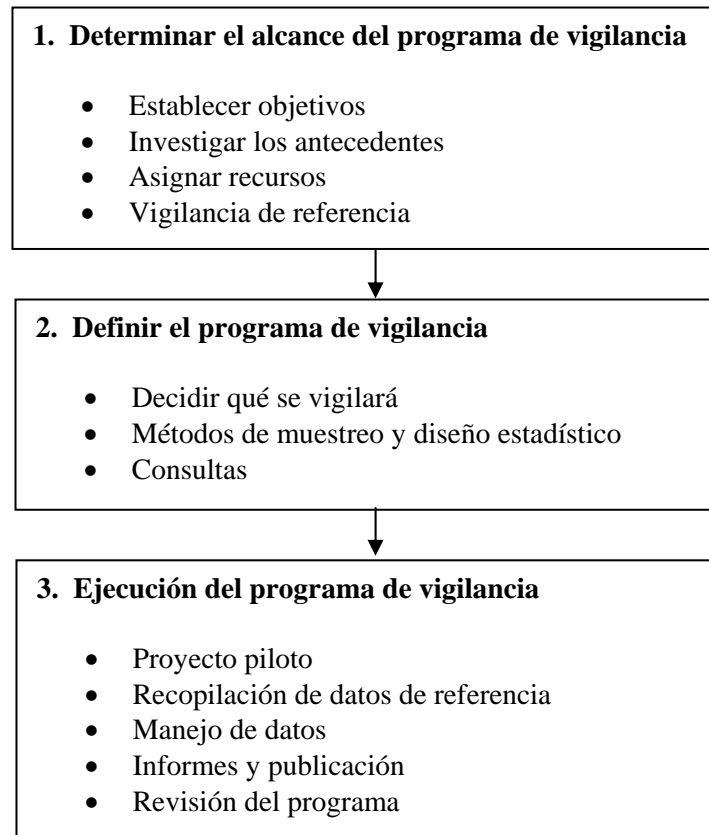 1. Determinar el alcance del programa de vigilancia
• Establecer objetivos
• Investigar los antecedentes
• Asignar recursos
• Vigilancia de referencia
2. Definir el programa de vigilancia
• Decidir qué se vigilará
• Métodos de muestreo y diseño estadístico
• Consultas
3. Ejecución del programa de vigilancia
• Proyecto piloto
• Recopilación de datos de referencia
• Manejo de datos
• Informes y publicación
• Revisión del programa